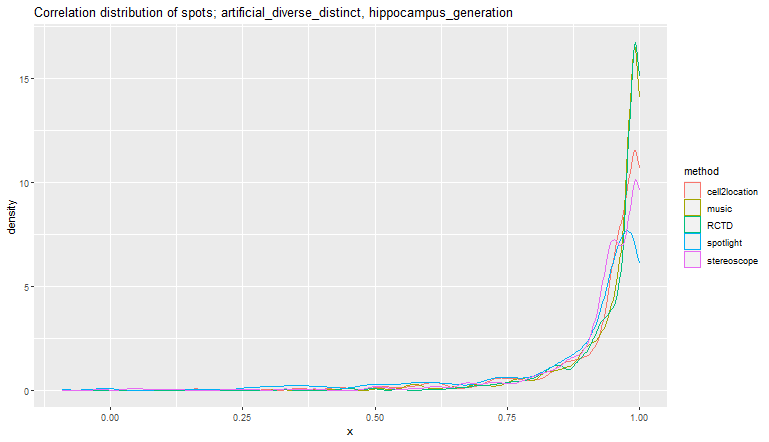 Correlation distribution of spots; artificial_diverse_distinct, hippocampus_generation
15
10
5
0
density
0.00
0.25
0.50
0.75
1.00
x
method
cell2location
music
RCTD
spotlight
stereoscope